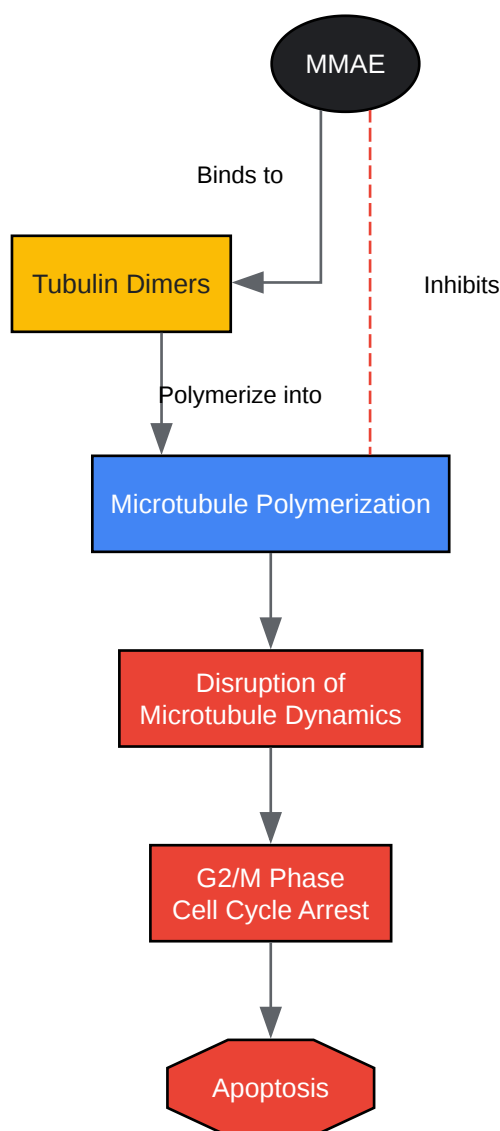 MMAE
Binds to
Tubulin Dimers
Inhibits
Polymerize into
Microtubule Polymerization
Disruption of
Microtubule Dynamics
G2/M Phase
Cell Cycle Arrest
Apoptosis